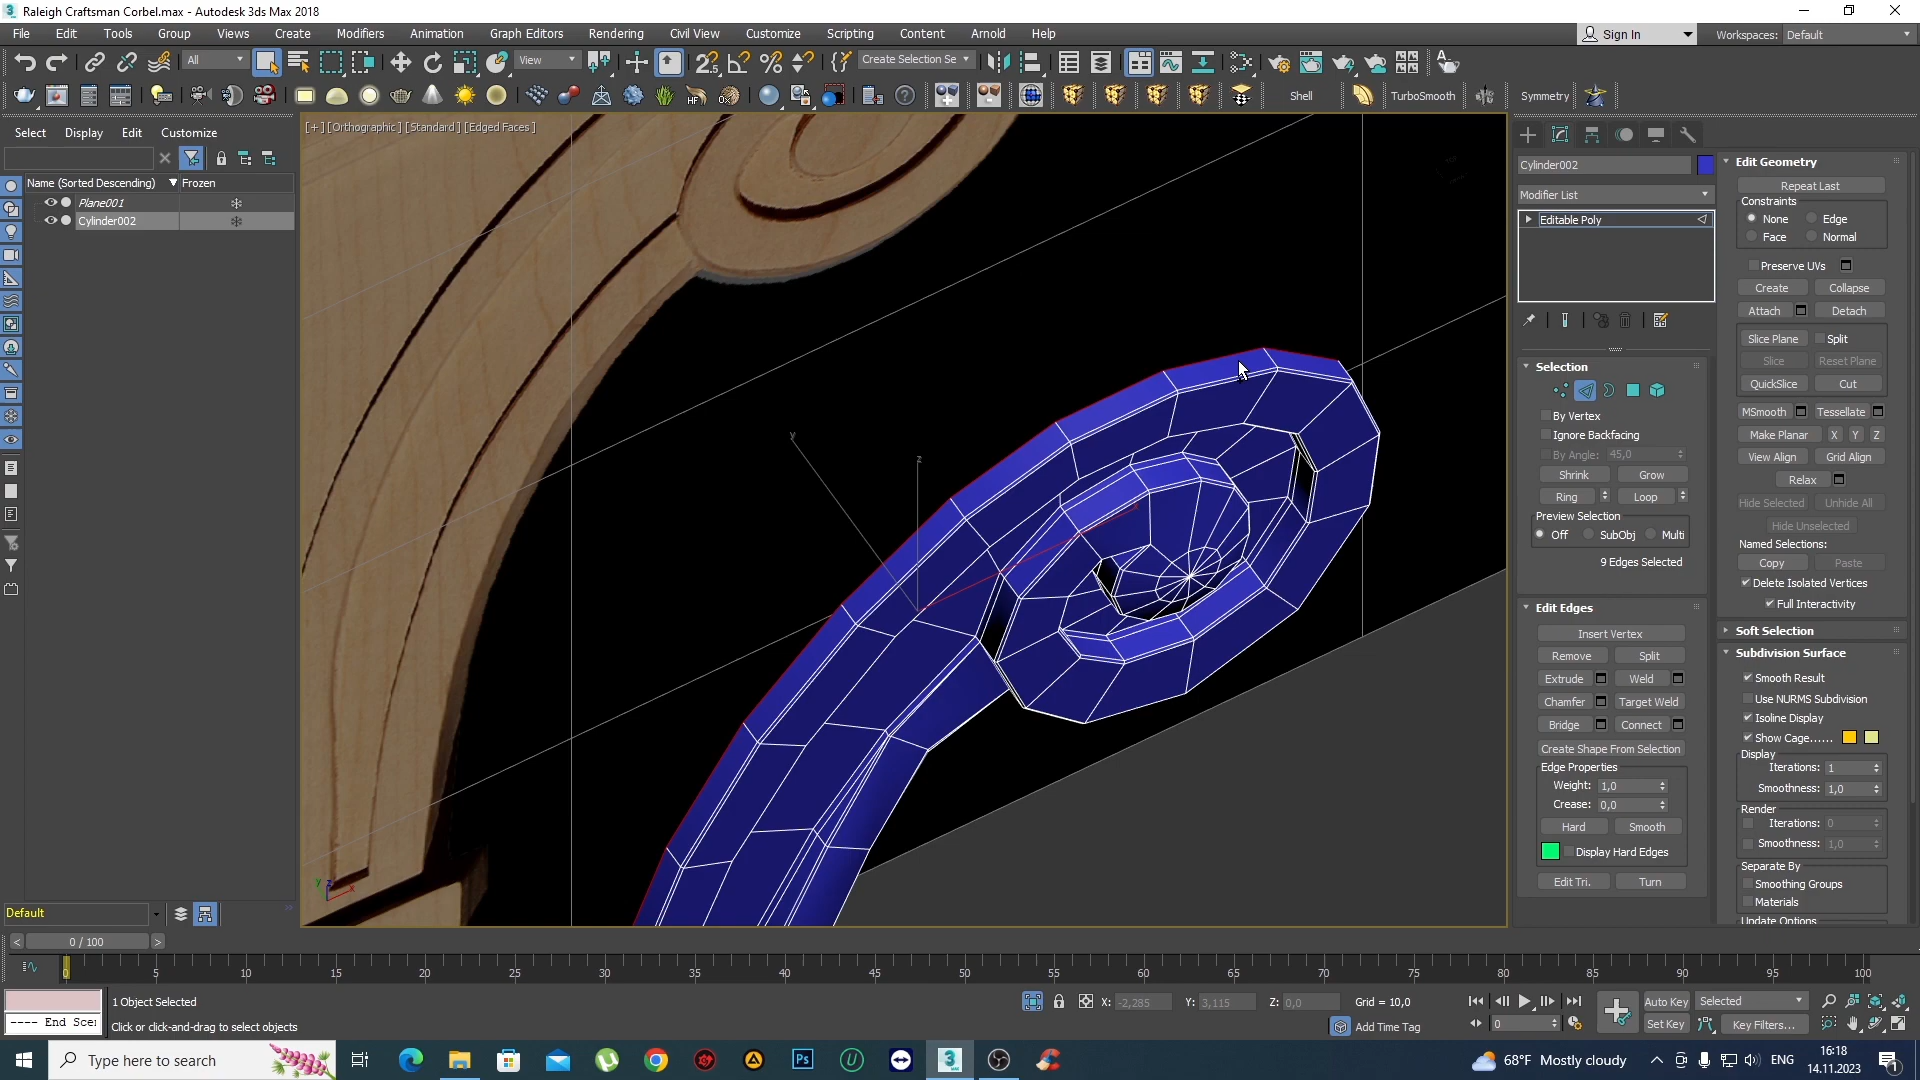 Raleigh Craftsman Corbel.max - Autodesk 3ds Max 2018
File Edit Tools Group Views Create Modifiers Animation Graph Editors Rendering Civil View Customize Scripting Content Arnold Help
Sign In Workspaces: Default
All View Create Selection Se
Shell TurboSmooth Symmetry
Select Display Edit Customize
Name (Sorted Descending) Frozen
Plane001
Cylinder002
[+] [Orthographic] [Standard] [Edged Faces]
y
z
x
y z x
Cylinder002
Modifier List
Editable Poly
Selection
By Vertex
Ignore Backfacing
By Angle: 45,0
Shrink Grow
Ring Loop
Preview Selection
Off SubObj Multi
9 Edges Selected
Edit Edges
Insert Vertex
Remove Split
Extrude Weld
Chamfer Target Weld
Bridge Connect
Create Shape From Selection
Edge Properties
Weight: 1,0
Crease: 0,0
Hard Smooth
Display Hard Edges
Edit Tri. Turn
Edit Geometry
Repeat Last
Constraints
None Edge
Face Normal
Preserve UVs
Create Collapse
Attach Detach
Slice Plane Split
Slice Reset Plane
QuickSlice Cut
MSmooth Tessellate
Make Planar X Y Z
View Align Grid Align
Relax
Hide Selected Unhide All
Hide Unselected
Named Selections:
Copy Paste
Delete Isolated Vertices
Full Interactivity
Soft Selection
Subdivision Surface
Smooth Result
Use NURMS Subdivision
Isoline Display
Show Cage......
Display
Iterations: 1
Smoothness: 1,0
Render
Iterations: 0
Smoothness: 1,0
Separate By
Smoothing Groups
Materials
Update Options
Default
< 0 / 100 >
0 5 10 15 20 25 30 35 40 45 50 55 60 65 70 75 80 85 90 95 100
1 Object Selected
X: -2,285 Y: 3,115 Z: 0,0 Grid = 10,0
Auto Key Selected
---- End Sce
Click or click-and-drag to select objects
Add Time Tag
0
Set Key Key Filters...
Type here to search
Ps
3
68°F Mostly cloudy
ENG
16:18
14.11.2023
1